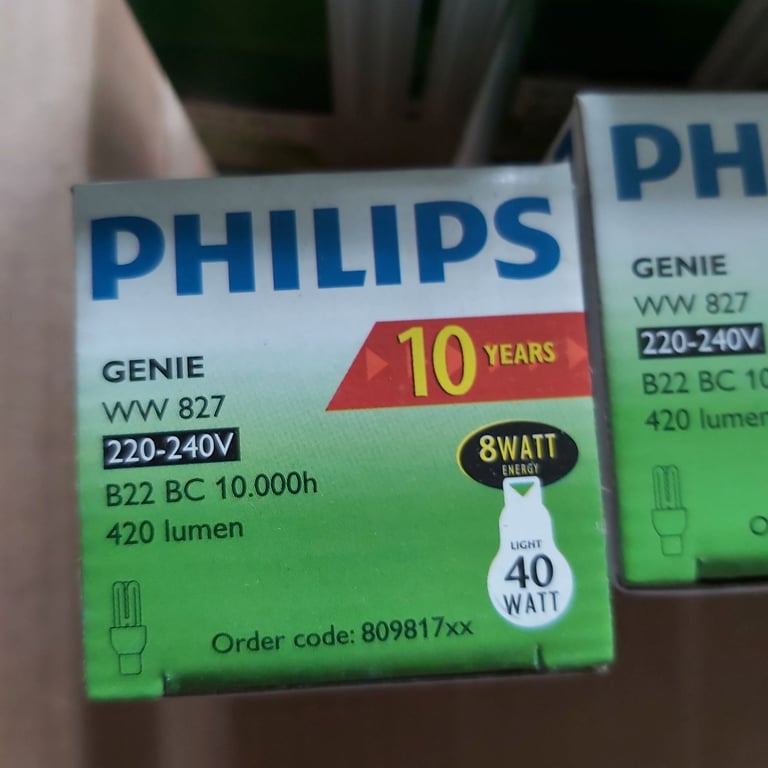 PHILIPS
10 YEARS
GENIE
WW 827
220-240V
B22 BC 10.000h
420 lumen
8WATT
ENERGY
LIGHT
40
WATT
Order code: 809817xx
PH
GENIE
WW 827
220-240V
B22 BC 10
420 lumen
O